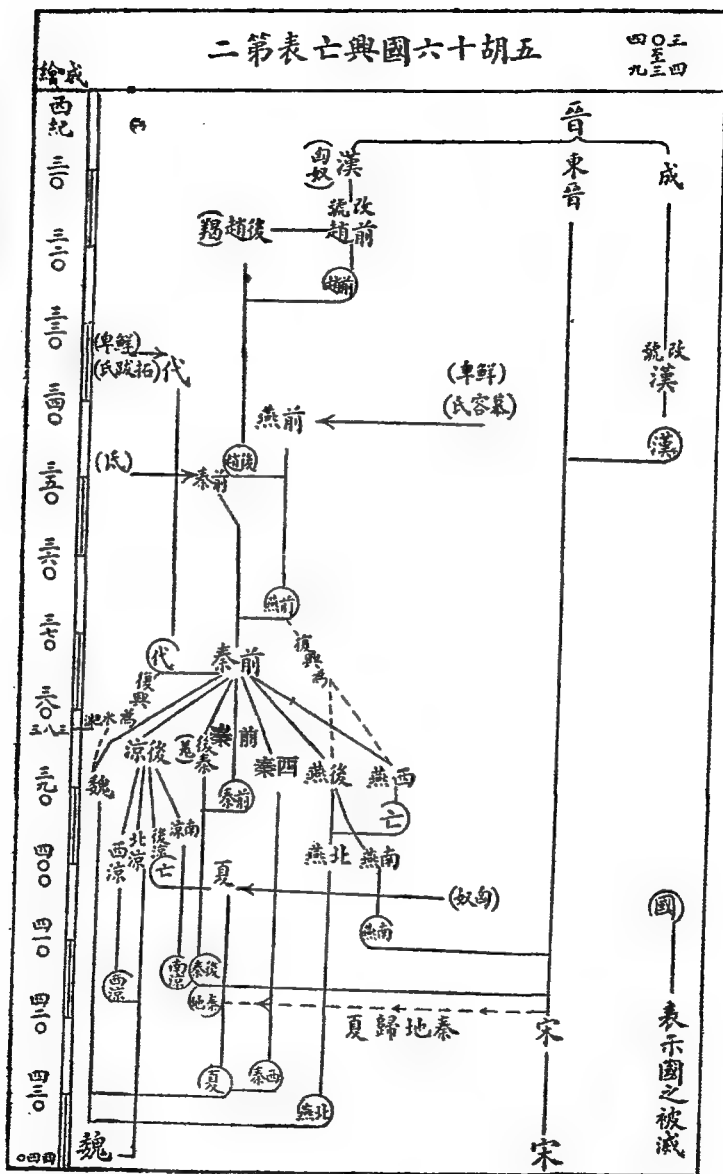 五胡十六國興亡表第二
三〇四
至
四三九
西紀
三一〇
三二〇
三三〇
三四〇
三五〇
三六〇
三七〇
三八〇
三八三
淝水
三九〇
四〇〇
四一〇
四二〇
四三〇
四四〇
晉
東晉
成
漢
(匈奴)
改號
前趙
後趙
(羯)
前趙
(鮮卑)
(拓跋氏)
代
改號
漢
(鮮卑)
(慕容氏)
前燕
漢
後趙
(氐)
前秦
前燕
代
前秦
復興為
復興為
魏
後涼
後秦
(羌)
前秦
西秦
後燕
西燕
前秦
亡
西涼
北涼
後涼
南涼
亡
夏
北燕
南燕
(匈奴)
南燕
國
表示國之被滅
西涼
南涼
後秦
秦地
秦地歸夏
宋
夏
西秦
北燕
魏
宋